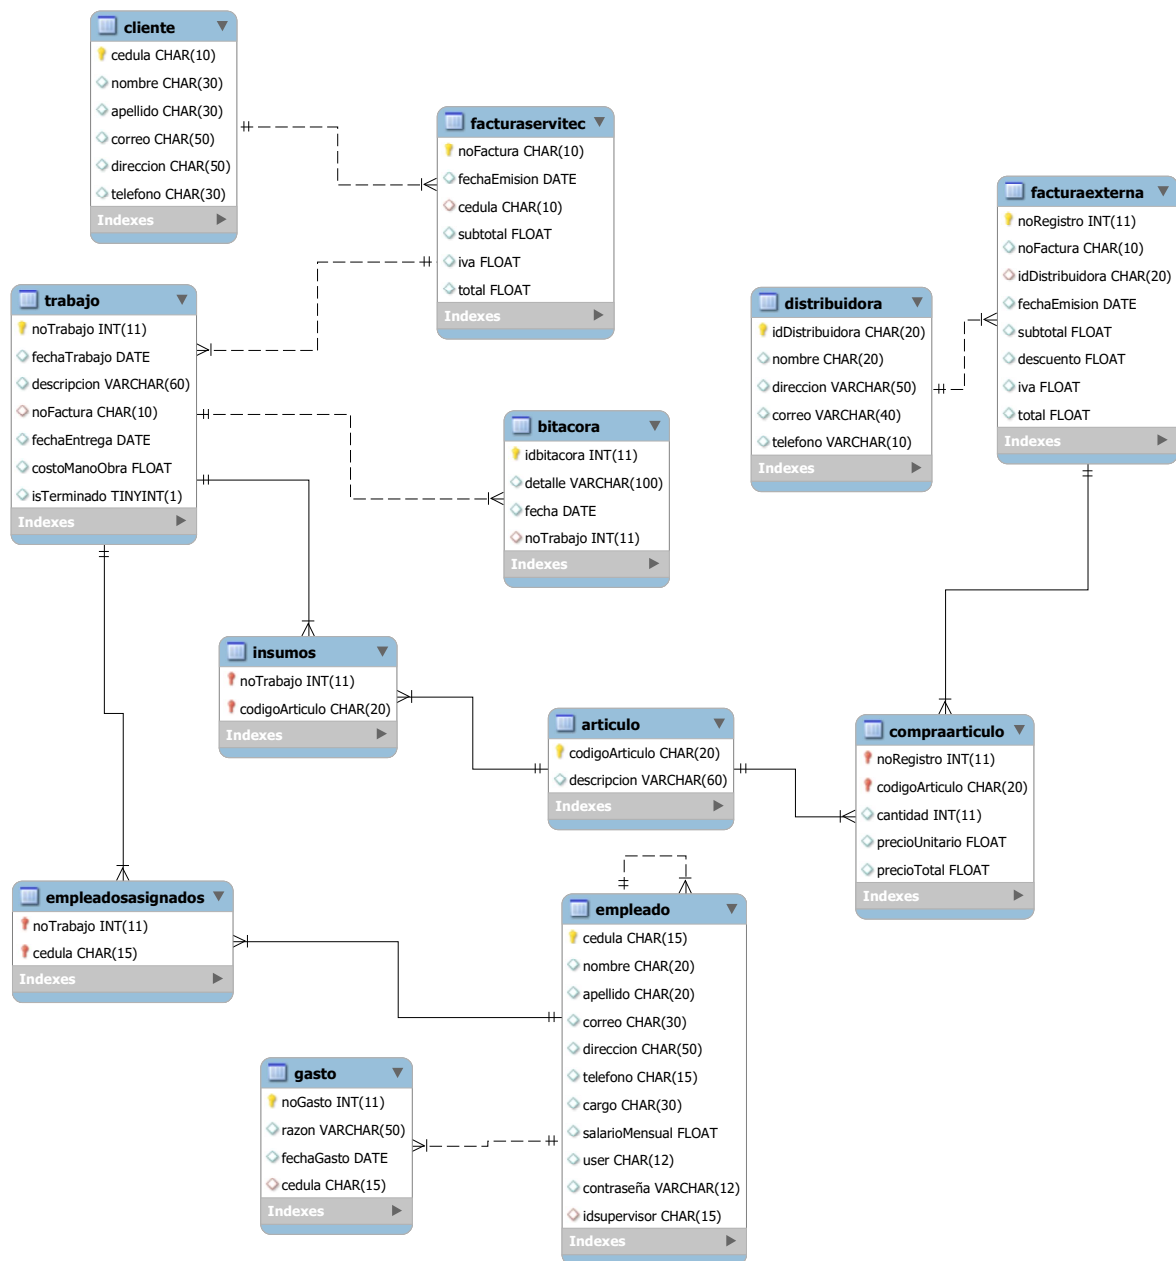 cliente
cedula CHAR(10)
nombre CHAR(30)
apellido CHAR(30)
correo CHAR(50)
direccion CHAR(50)
telefono CHAR(30)
Indexes
facturaservitec
noFactura CHAR(10)
fechaEmision DATE
cedula CHAR(10)
subtotal FLOAT
iva FLOAT
total FLOAT
Indexes
facturaexterna
noRegistro INT(11)
noFactura CHAR(10)
idDistribuidora CHAR(20)
fechaEmision DATE
subtotal FLOAT
descuento FLOAT
iva FLOAT
total FLOAT
Indexes
trabajo
noTrabajo INT(11)
fechaTrabajo DATE
descripcion VARCHAR(60)
noFactura CHAR(10)
fechaEntrega DATE
costoManoObra FLOAT
isTerminado TINYINT(1)
Indexes
distribuidora
idDistribuidora CHAR(20)
nombre CHAR(20)
direccion VARCHAR(50)
correo VARCHAR(40)
telefono VARCHAR(10)
Indexes
bitacora
idbitacora INT(11)
detalle VARCHAR(100)
fecha DATE
noTrabajo INT(11)
Indexes
insumos
noTrabajo INT(11)
codigoArticulo CHAR(20)
Indexes
articulo
codigoArticulo CHAR(20)
descripcion VARCHAR(60)
Indexes
compraarticulo
noRegistro INT(11)
codigoArticulo CHAR(20)
cantidad INT(11)
precioUnitario FLOAT
precioTotal FLOAT
Indexes
empleadosasignados
noTrabajo INT(11)
cedula CHAR(15)
Indexes
empleado
cedula CHAR(15)
nombre CHAR(20)
apellido CHAR(20)
correo CHAR(30)
direccion CHAR(50)
telefono CHAR(15)
cargo CHAR(30)
salarioMensual FLOAT
user CHAR(12)
contraseña VARCHAR(12)
idsupervisor CHAR(15)
Indexes
gasto
noGasto INT(11)
razon VARCHAR(50)
fechaGasto DATE
cedula CHAR(15)
Indexes